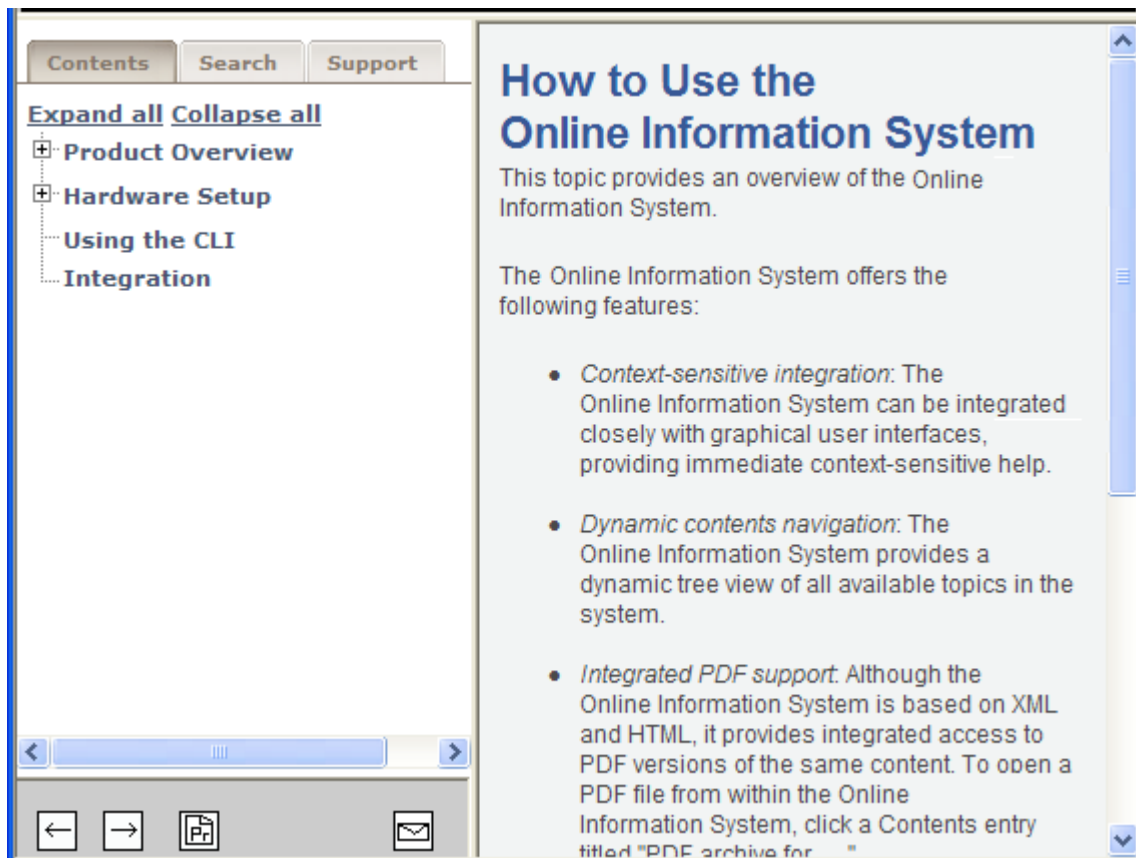 Contents Search Support
Expand all Collapse all
Product Overview
Hardware Setup
Using the CLI
Integration
How to Use the
Online Information System
This topic provides an overview of the Online
Information System.
The Online Information System offers the
following features:
• Context-sensitive integration: The
Online Information System can be integrated
closely with graphical user interfaces,
providing immediate context-sensitive help.
• Dynamic contents navigation: The
Online Information System provides a
dynamic tree view of all available topics in the
system.
• Integrated PDF support: Although the
Online Information System is based on XML
and HTML, it provides integrated access to
PDF versions of the same content. To open a
PDF file from within the Online
Information System, click a Contents entry
titled "PDF archive for ... ."
Pr